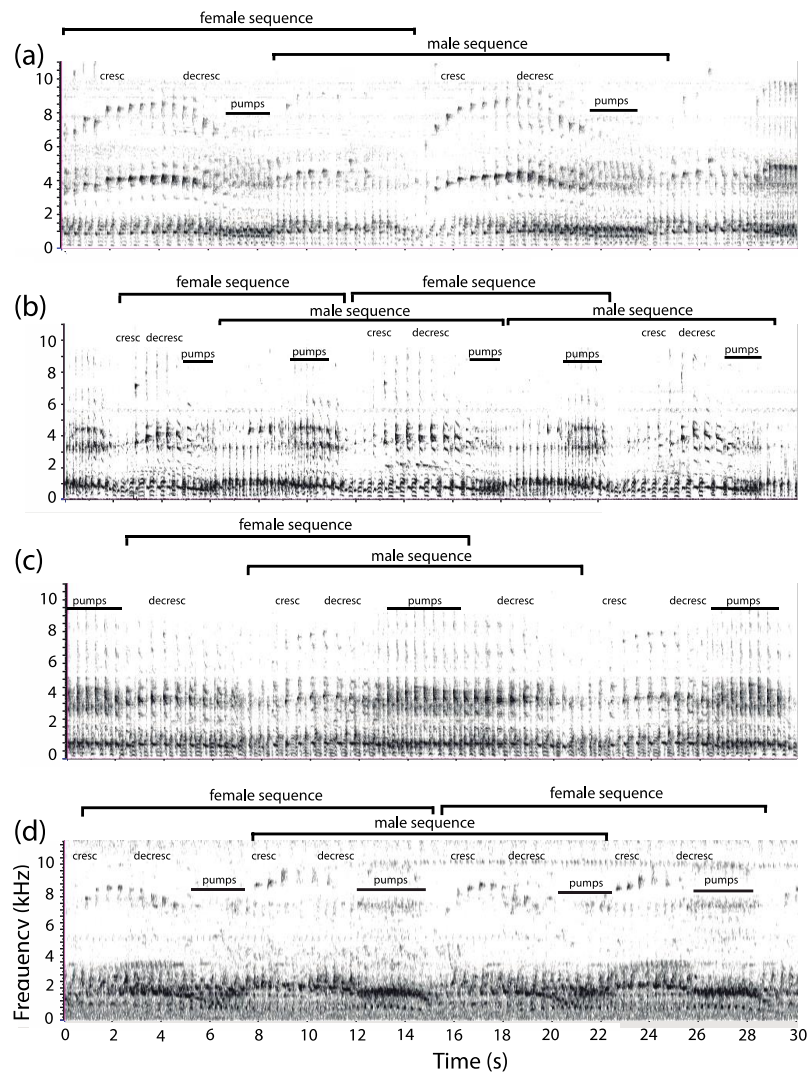 female sequence
(a)
male sequence
cresc decresc cresc decresc
pumps pumps
10
8
6
4
2
0
female sequence female sequence
(b)
male sequence male sequence
cresc decresc cresc decresc cresc decresc
pumps pumps pumps pumps pumps
10
8
6
4
2
0
female sequence
(c)
male sequence
pumps decresc cresc decresc pumps decresc cresc decresc pumps
10
8
6
4
2
0
female sequence female sequence
(d)
male sequence
cresc decresc cresc decresc cresc decresc cresc decresc
pumps pumps pumps pumps
10
8
6
4
2
0
Frequency (kHz)
0 2 4 6 8 10 12 14 16 18 20 22 24 26 28 30
Time (s)